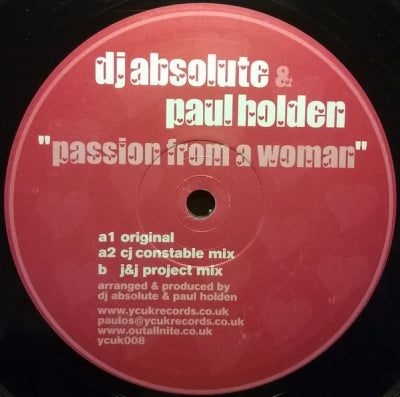 dj absolute &
paul holden
"passion from a woman"
a1 original
a2 cj constable mix
b j&j project mix
arranged & produced by
dj absolute & paul holden
www.ycukrecords.co.uk
paulos@ycukrecords.co.uk
www.outallnite.co.uk
ycuk008